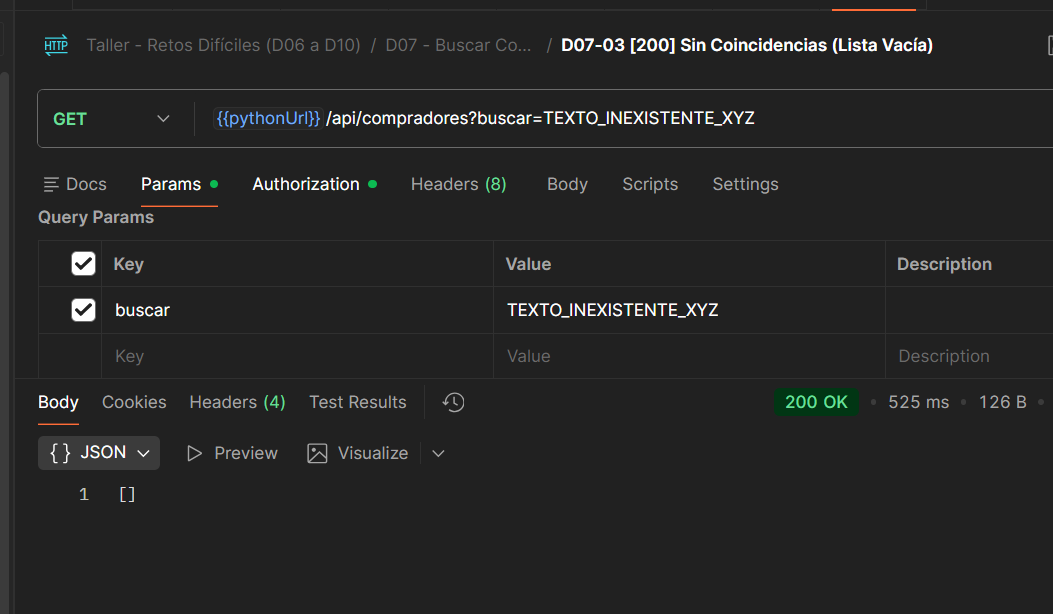 HTTP Taller - Retos Difíciles (D06 a D10) / D07 - Buscar Co... / D07-03 [200] Sin Coincidencias (Lista Vacía)
GET {{pythonUrl}} /api/compradores?buscar=TEXTO_INEXISTENTE_XYZ
Docs Params Authorization Headers (8) Body Scripts Settings
Query Params
Key Value Description
buscar TEXTO_INEXISTENTE_XYZ
Key Value Description
Body Cookies Headers (4) Test Results 200 OK • 525 ms • 126 B •
{ } JSON Preview Visualize
1 []